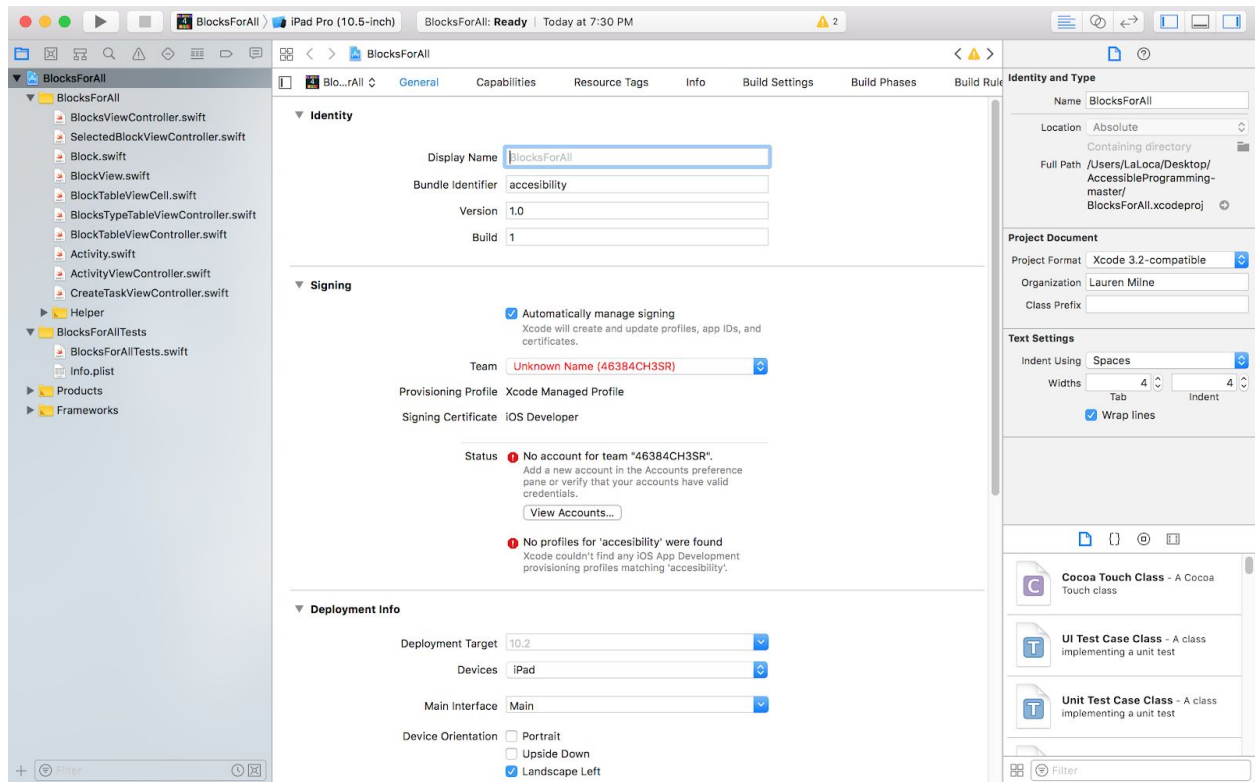 BlocksForAll
iPad Pro (10.5-inch)
BlocksForAll: Ready | Today at 7:30 PM
2
BlocksForAll
BlocksForAll
BlocksViewController.swift
SelectedBlockViewController.swift
Block.swift
BlockView.swift
BlockTableViewCell.swift
BlocksTypeTableViewController.swift
BlockTableViewController.swift
Activity.swift
ActivityViewController.swift
CreateTaskViewController.swift
Helper
BlocksForAllTests
BlocksForAllTests.swift
Info.plist
Products
Frameworks
Filter
BlocksForAll
Blo...rAll
General
Capabilities
Resource Tags
Info
Build Settings
Build Phases
Build Rule
Identity
Display Name BlocksForAll
Bundle Identifier accesibility
Version 1.0
Build 1
Signing
Automatically manage signing
Xcode will create and update profiles, app IDs, and
certificates.
Team Unknown Name (46384CH3SR)
Provisioning Profile Xcode Managed Profile
Signing Certificate iOS Developer
Status No account for team "46384CH3SR".
Add a new account in the Accounts preference
pane or verify that your accounts have valid
credentials.
View Accounts...
No profiles for 'accesibility' were found
Xcode couldn't find any iOS App Development
provisioning profiles matching 'accesibility'.
Deployment Info
Deployment Target 10.2
Devices iPad
Main Interface Main
Device Orientation Portrait
Upside Down
Landscape Left
Identity and Type
Name BlocksForAll
Location Absolute
Containing directory
Full Path /Users/LaLoca/Desktop/
AccessibleProgramming-
master/
BlocksForAll.xcodeproj
Project Document
Project Format Xcode 3.2-compatible
Organization Lauren Milne
Class Prefix
Text Settings
Indent Using Spaces
Widths 4 4
Tab Indent
Wrap lines
{}
C
Cocoa Touch Class - A Cocoa
Touch class
T
UI Test Case Class - A class
implementing a unit test
T
Unit Test Case Class - A class
implementing a unit test
Filter